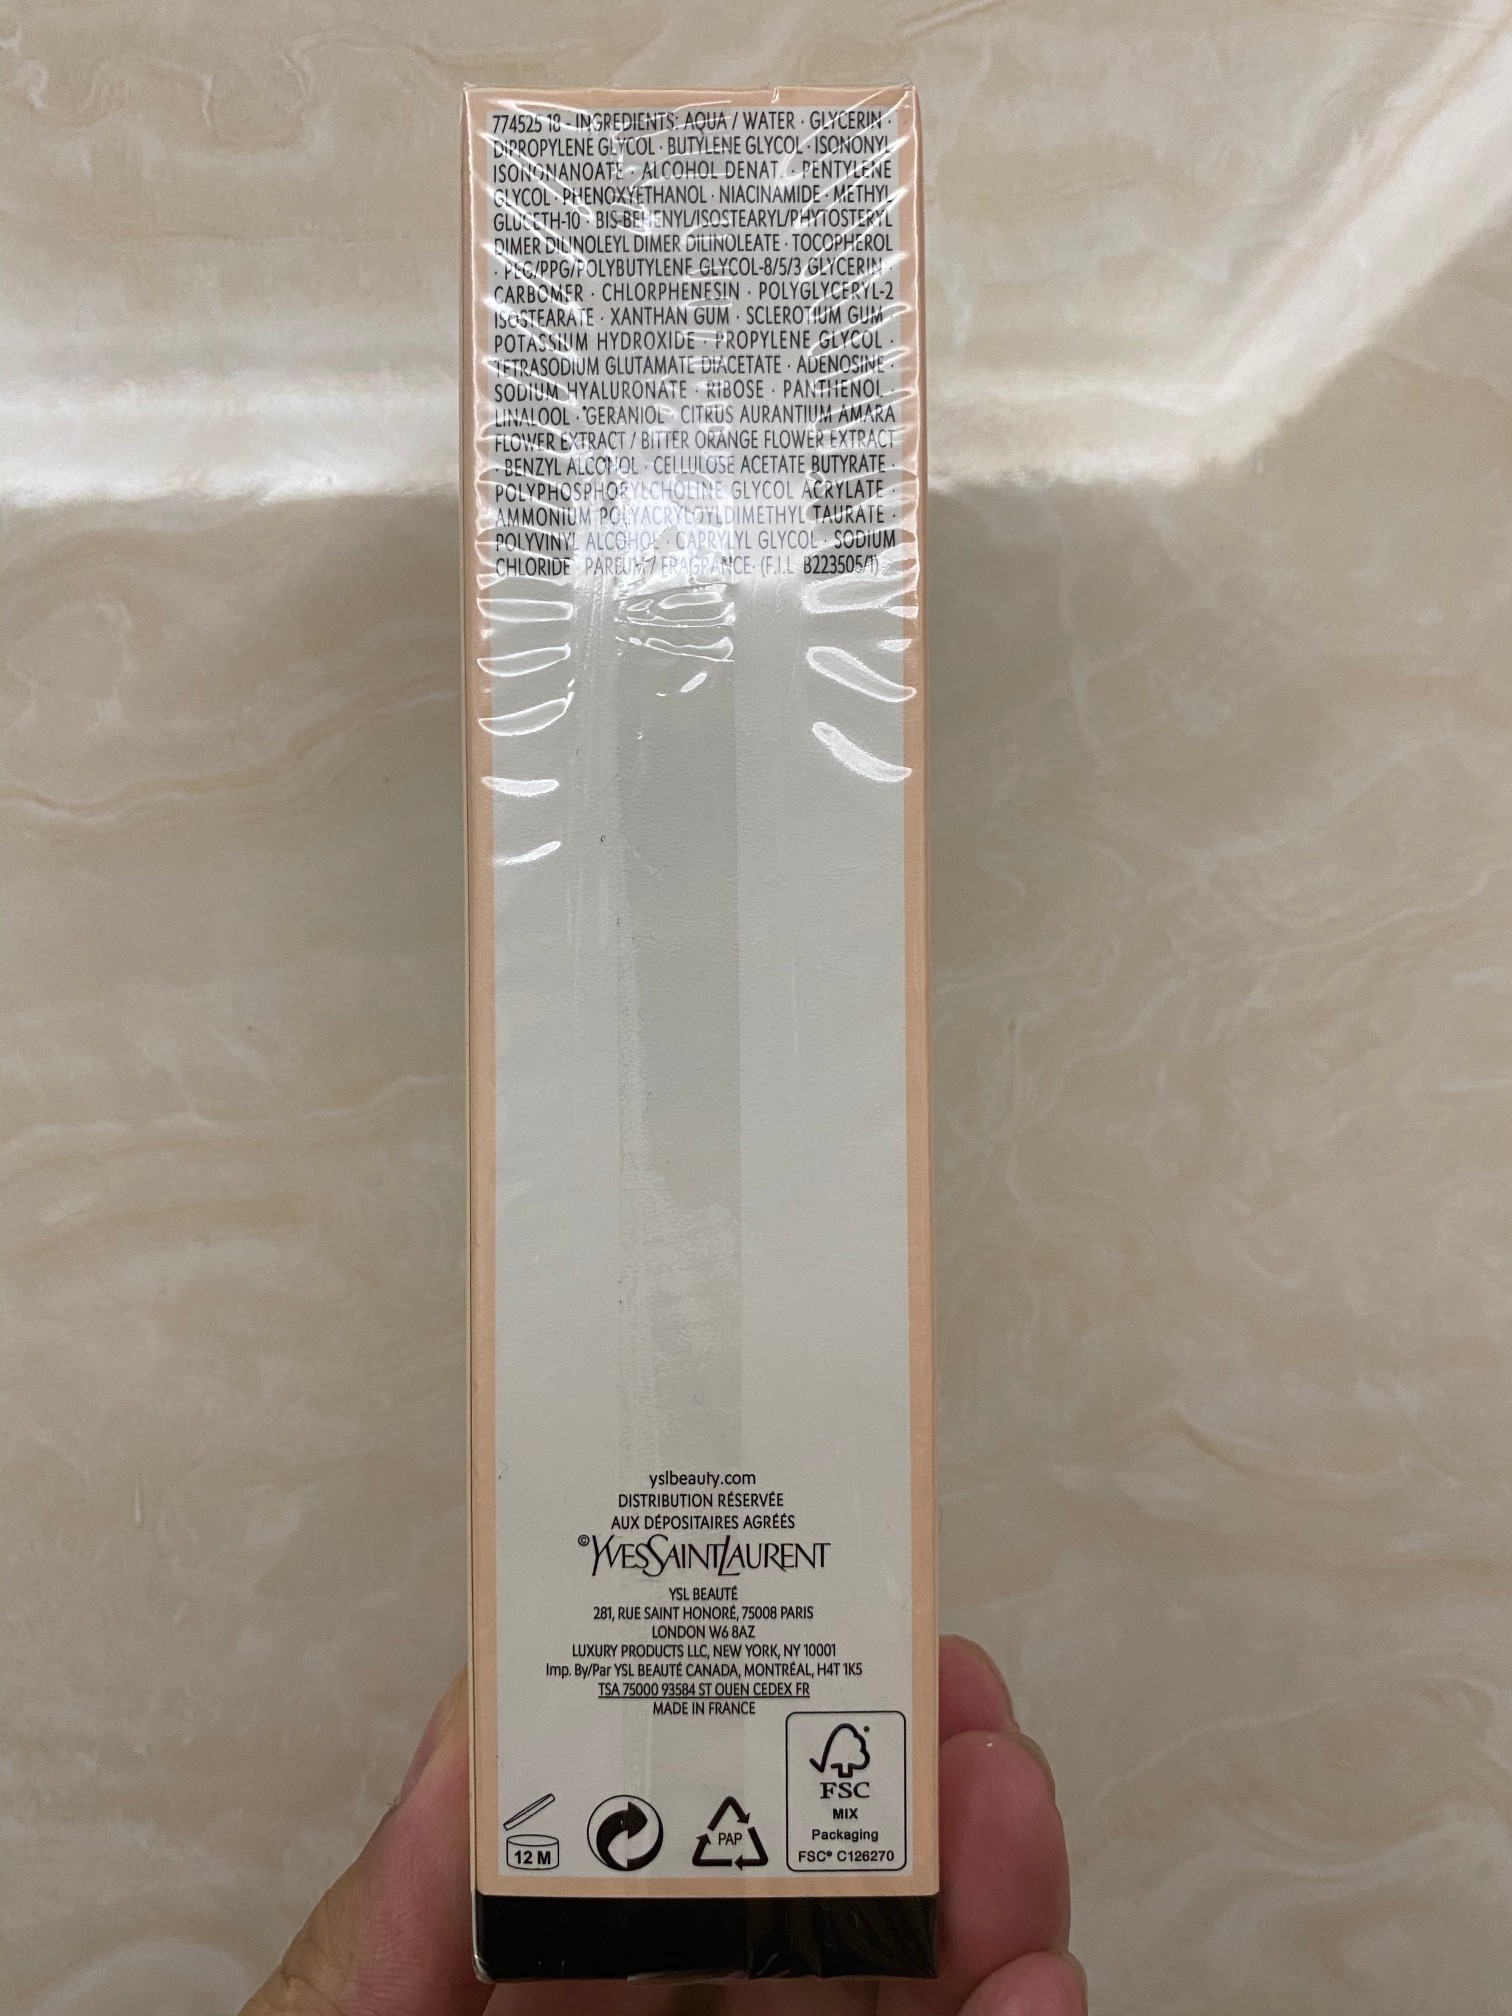 774525 18 - INGREDIENTS: AQUA / WATER · GLYCERIN ·
DIPROPYLENE GLYCOL · BUTYLENE GLYCOL · ISONONYL
ISONONANOATE · ALCOHOL DENAT. · PENTYLENE
GLYCOL · PHENOXYETHANOL · NIACINAMIDE · METHYL
GLUCETH-10 · BIS-BEHENYL/ISOSTEARYL/PHYTOSTERYL
DIMER DILINOLEYL DIMER DILINOLEATE · TOCOPHEROL
· PEG/PPG/POLYBUTYLENE GLYCOL-8/5/3 GLYCERIN ·
CARBOMER · CHLORPHENESIN · POLYGLYCERYL-2
ISOSTEARATE · XANTHAN GUM · SCLEROTIUM GUM ·
POTASSIUM HYDROXIDE · PROPYLENE GLYCOL ·
TETRASODIUM GLUTAMATE DIACETATE · ADENOSINE ·
SODIUM HYALURONATE · RIBOSE · PANTHENOL ·
LINALOOL · GERANIOL · CITRUS AURANTIUM AMARA
FLOWER EXTRACT / BITTER ORANGE FLOWER EXTRACT
· BENZYL ALCOHOL · CELLULOSE ACETATE BUTYRATE ·
POLYPHOSPHORYLCHOLINE GLYCOL ACRYLATE ·
AMMONIUM POLYACRYLOYLDIMETHYL TAURATE ·
POLYVINYL ALCOHOL · CAPRYLYL GLYCOL · SODIUM
CHLORIDE · PARFUM / FRAGRANCE· (F.I.L. B223505/1)
yslbeauty.com
DISTRIBUTION RÉSERVÉE
AUX DÉPOSITAIRES AGRÉÉS
©YVESSAINTLAURENT
YSL BEAUTÉ
281, RUE SAINT HONORÉ, 75008 PARIS
LONDON W6 8AZ
LUXURY PRODUCTS LLC, NEW YORK, NY 10001
Imp. By/Par YSL BEAUTÉ CANADA, MONTRÉAL, H4T 1K5
TSA 75000 93584 ST OUEN CEDEX FR
MADE IN FRANCE
12 M
PAP
FSC
MIX
Packaging
FSC® C126270